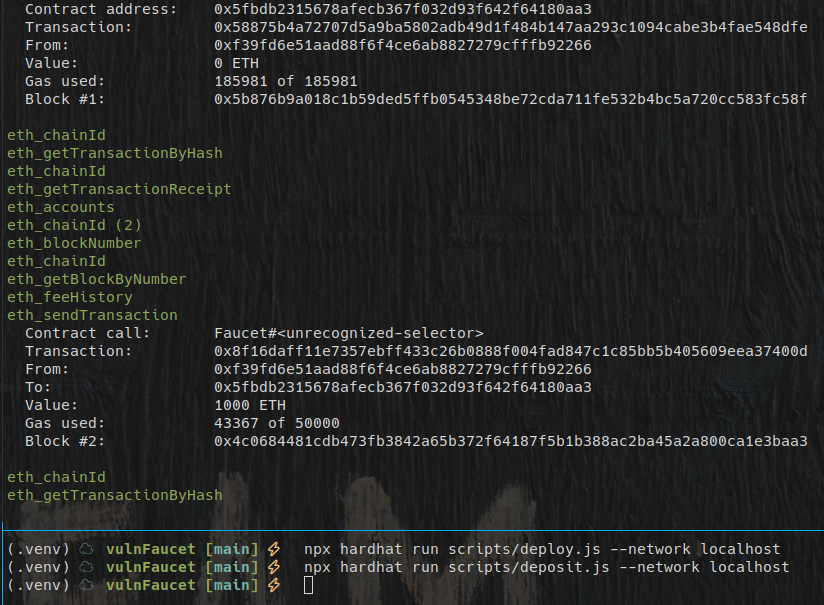 Contract address: 0x5fbdb2315678afecb367f032d93f642f64180aa3
Transaction: 0x58875b4a72707d5a9ba5802adb49d1f484b147aa293c1094cabe3b4fae548dfe
From: 0xf39fd6e51aad88f6f4ce6ab8827279cfffb92266
Value: 0 ETH
Gas used: 185981 of 185981
Block #1: 0x5b876b9a018c1b59ded5ffb0545348be72cda711fe532b4bc5a720cc583fc58f
eth_chainId
eth_getTransactionByHash
eth_chainId
eth_getTransactionReceipt
eth_accounts
eth_chainId (2)
eth_blockNumber
eth_chainId
eth_getBlockByNumber
eth_feeHistory
eth_sendTransaction
Contract call: Faucet#<unrecognized-selector>
Transaction: 0x8f16daff11e7357ebff433c26b0888f004fad847c1c85bb5b405609eea37400d
From: 0xf39fd6e51aad88f6f4ce6ab8827279cfffb92266
To: 0x5fbdb2315678afecb367f032d93f642f64180aa3
Value: 1000 ETH
Gas used: 43367 of 50000
Block #2: 0x4c0684481cdb473fb3842a65b372f64187f5b1b388ac2ba45a2a800ca1e3baa3
eth_chainId
eth_getTransactionByHash
(.venv) vulnFaucet [main] npx hardhat run scripts/deploy.js --network localhost
(.venv) vulnFaucet [main] npx hardhat run scripts/deposit.js --network localhost
(.venv) vulnFaucet [main]